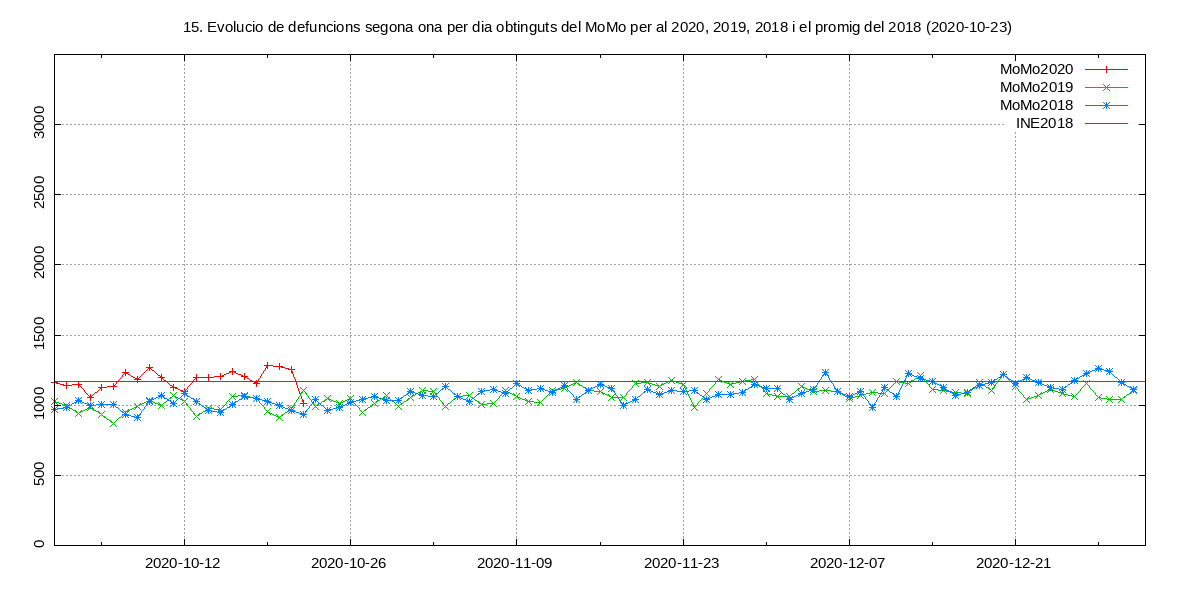 15. Evolucio de defuncions segona ona per dia obtinguts del MoMo per al 2020, 2019, 2018 i el promig del 2018 (2020-10-23)
MoMo2020
MoMo2019
MoMo2018
INE2018
3000
2500
2000
1500
1000
500
0
2020-10-12 2020-10-26 2020-11-09 2020-11-23 2020-12-07 2020-12-21